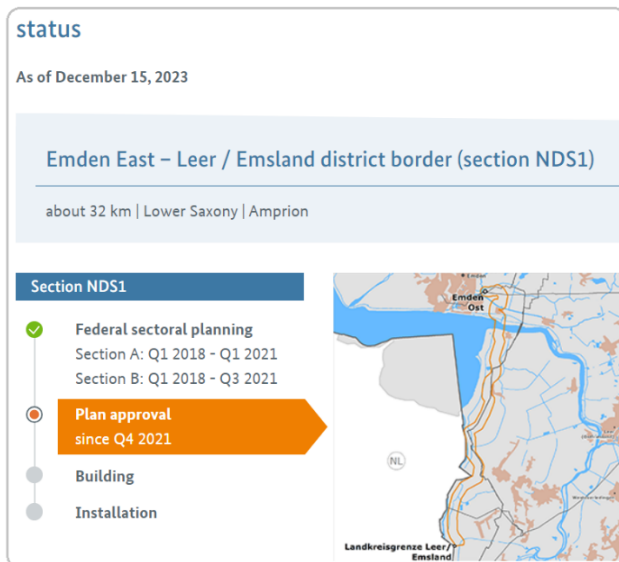 status
As of December 15, 2023
Emden East – Leer / Emsland district border (section NDS1)
about 32 km | Lower Saxony | Amprion
Section NDS1
Federal sectoral planning
Section A: Q1 2018 - Q1 2021
Section B: Q1 2018 - Q3 2021
Plan approval
since Q4 2021
Building
Installation
Emden
Ost
NL
Landkreisgrenze Leer/
Emsland